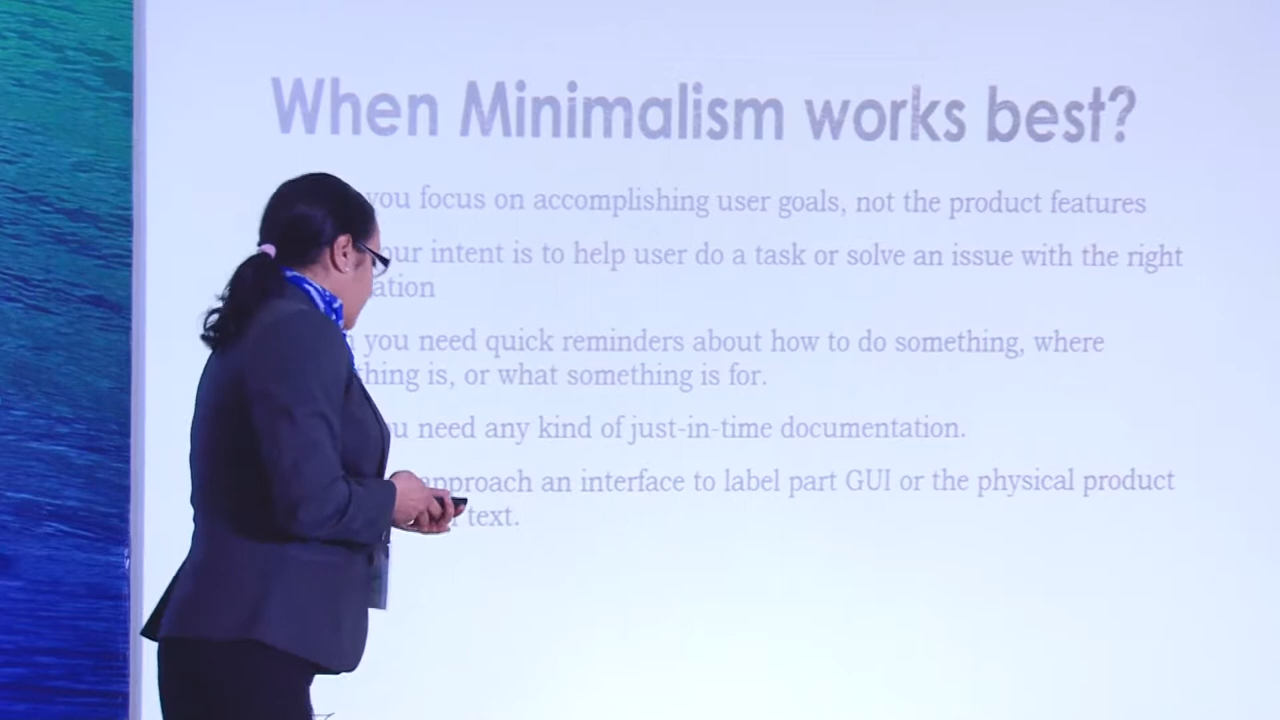 When Minimalism works best?
you focus on accomplishing user goals, not the product features
our intent is to help user do a task or solve an issue with the right
ation
you need quick reminders about how to do something, where
thing is, or what something is for.
u need any kind of just-in-time documentation.
approach an interface to label part GUI or the physical product
text.